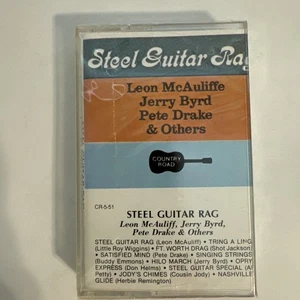 Steel Guitar Rag
Leon McAuliffe
Jerry Byrd
Pete Drake
& Others
COUNTRY
ROAD
CR-5-51
STEEL GUITAR RAG
Leon McAuliff, Jerry Byrd,
Pete Drake & Others
STEEL GUITAR RAG (Leon McAuliff) • TRING A LING
(Little Roy Wiggins) • FT. WORTH DRAG (Shot Jackson)
• SATISFIED MIND (Pete Drake) • SINGING STRINGS
(Buddy Emmons) • HILO MARCH (Jerry Byrd) • OPRY
EXPRESS (Don Helms) • STEEL GUITAR SPECIAL (Al
Petty) • JODY'S CHIMES (Cousin Jody) • NASHVILLE
GLIDE (Herbie Remington)